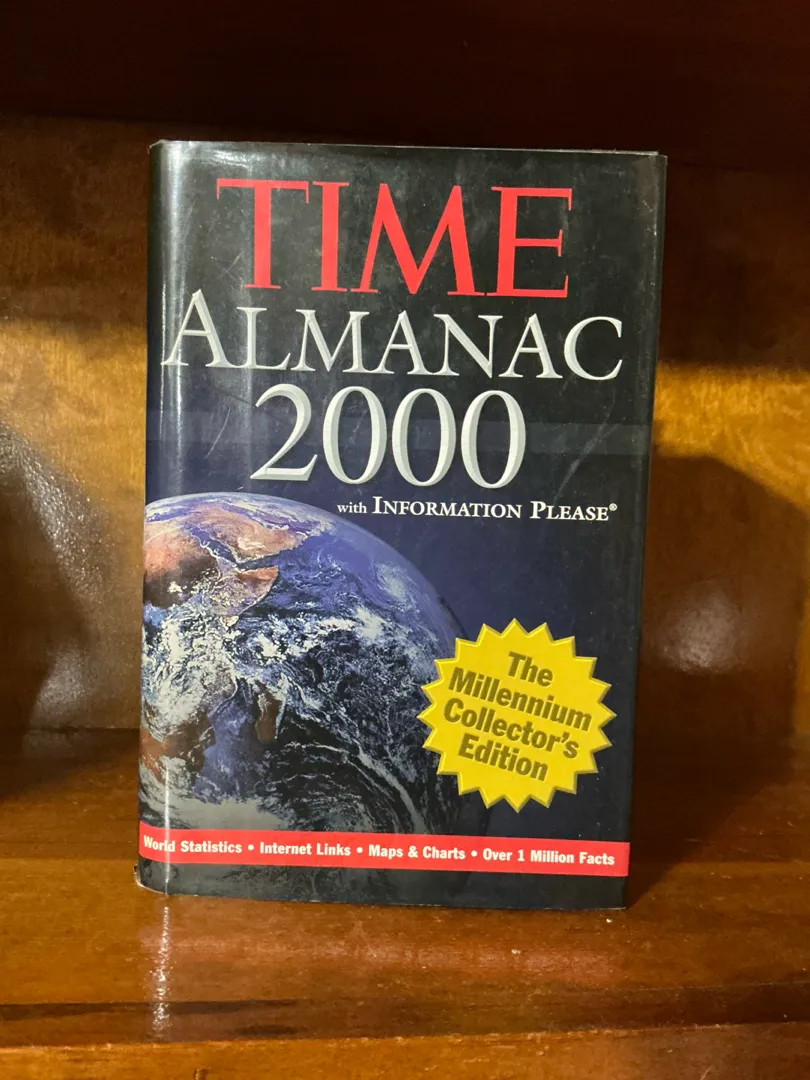 TIME
ALMANAC
2000
with INFORMATION PLEASE®
The
Millennium
Collector's
Edition
World Statistics • Internet Links • Maps & Charts • Over 1 Million Facts